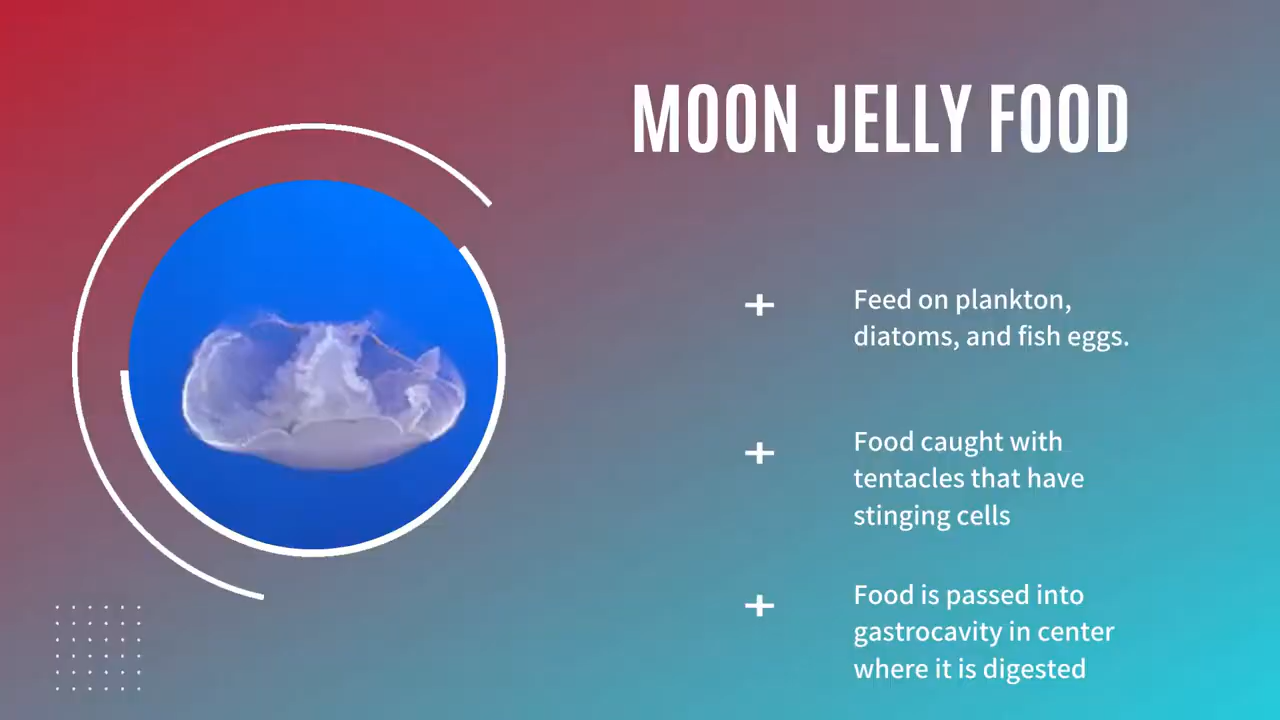 MOON JELLY FOOD
+ Feed on plankton,
diatoms, and fish eggs.
+ Food caught with
tentacles that have
stinging cells
+ Food is passed into
gastrocavity in center
where it is digested